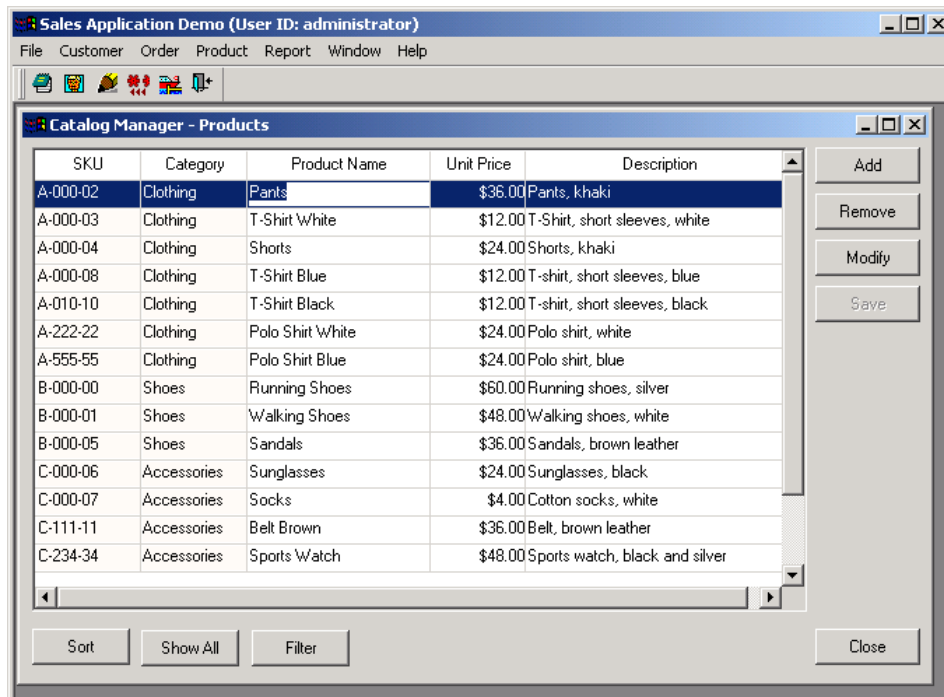 Sales Application Demo (User ID: administrator)
File Customer Order Product Report Window Help
Catalog Manager - Products
SKU Category Product Name Unit Price Description
A-000-02 Clothing Pants $36.00 Pants, khaki
A-000-03 Clothing T-Shirt White $12.00 T-Shirt, short sleeves, white
A-000-04 Clothing Shorts $24.00 Shorts, khaki
A-000-08 Clothing T-Shirt Blue $12.00 T-shirt, short sleeves, blue
A-010-10 Clothing T-Shirt Black $12.00 T-shirt, short sleeves, black
A-222-22 Clothing Polo Shirt White $24.00 Polo shirt, white
A-555-55 Clothing Polo Shirt Blue $24.00 Polo shirt, blue
B-000-00 Shoes Running Shoes $60.00 Running shoes, silver
B-000-01 Shoes Walking Shoes $48.00 Walking shoes, white
B-000-05 Shoes Sandals $36.00 Sandals, brown leather
C-000-06 Accessories Sunglasses $24.00 Sunglasses, black
C-000-07 Accessories Socks $4.00 Cotton socks, white
C-111-11 Accessories Belt Brown $36.00 Belt, brown leather
C-234-34 Accessories Sports Watch $48.00 Sports watch, black and silver
Add
Remove
Modify
Save
Sort Show All Filter Close